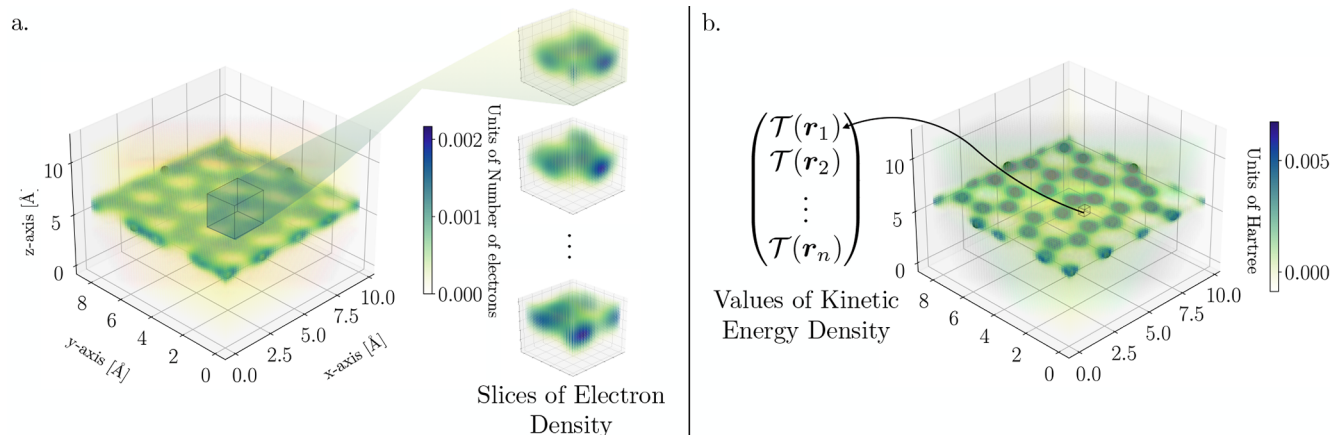 a.
z-axis [Å]
10
5
0
8
6
4
2
0
y-axis [Å]
0.0
2.5
5.0
7.5
10.0
x-axis [Å]
0.002
0.001
0.000
Units of Number of electrons
Slices of Electron
Density
b.
𝒯(𝒓₁)
𝒯(𝒓₂)
⋮
𝒯(𝒓ₙ)
Values of Kinetic
Energy Density
10
5
0
8
6
4
2
0
0.0
2.5
5.0
7.5
10.0
0.005
0.000
Units of Hartree